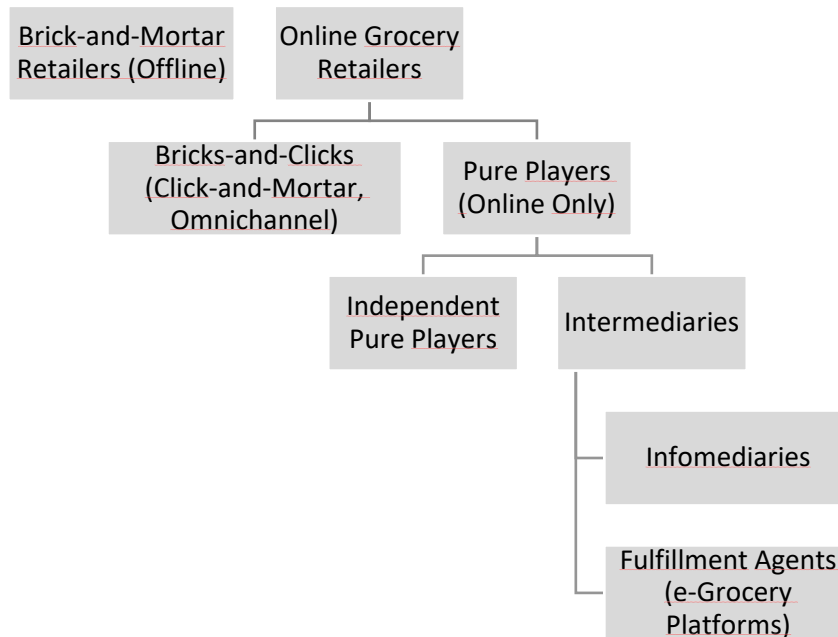 Brick-and-Mortar
Retailers (Offline)
Online Grocery
Retailers
Bricks-and-Clicks
(Click-and-Mortar,
Omnichannel)
Pure Players
(Online Only)
Independent
Pure Players
Intermediaries
Infomediaries
Fulfillment Agents
(e-Grocery
Platforms)